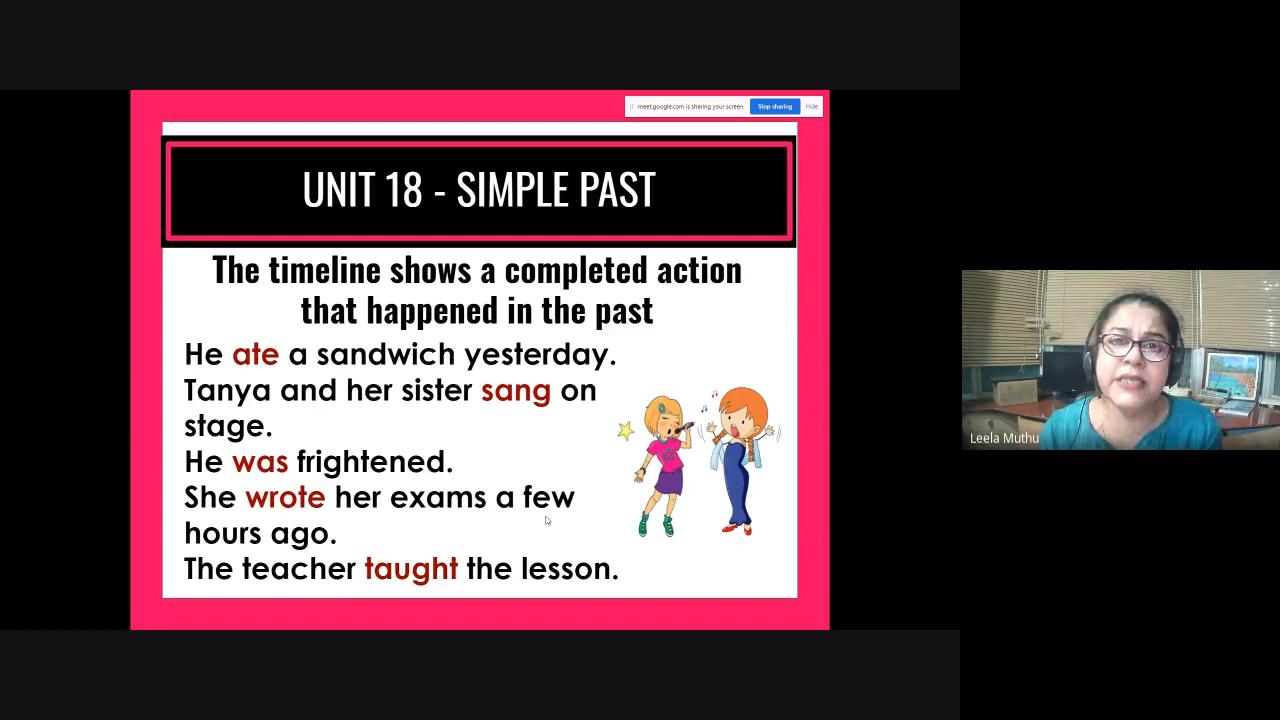 meet.google.com is sharing your screen. Stop sharing Hide
UNIT 18 - SIMPLE PAST
The timeline shows a completed action
that happened in the past
He ate a sandwich yesterday.
Tanya and her sister sang on
stage.
He was frightened.
She wrote her exams a few
hours ago.
The teacher taught the lesson.
Leela Muthu